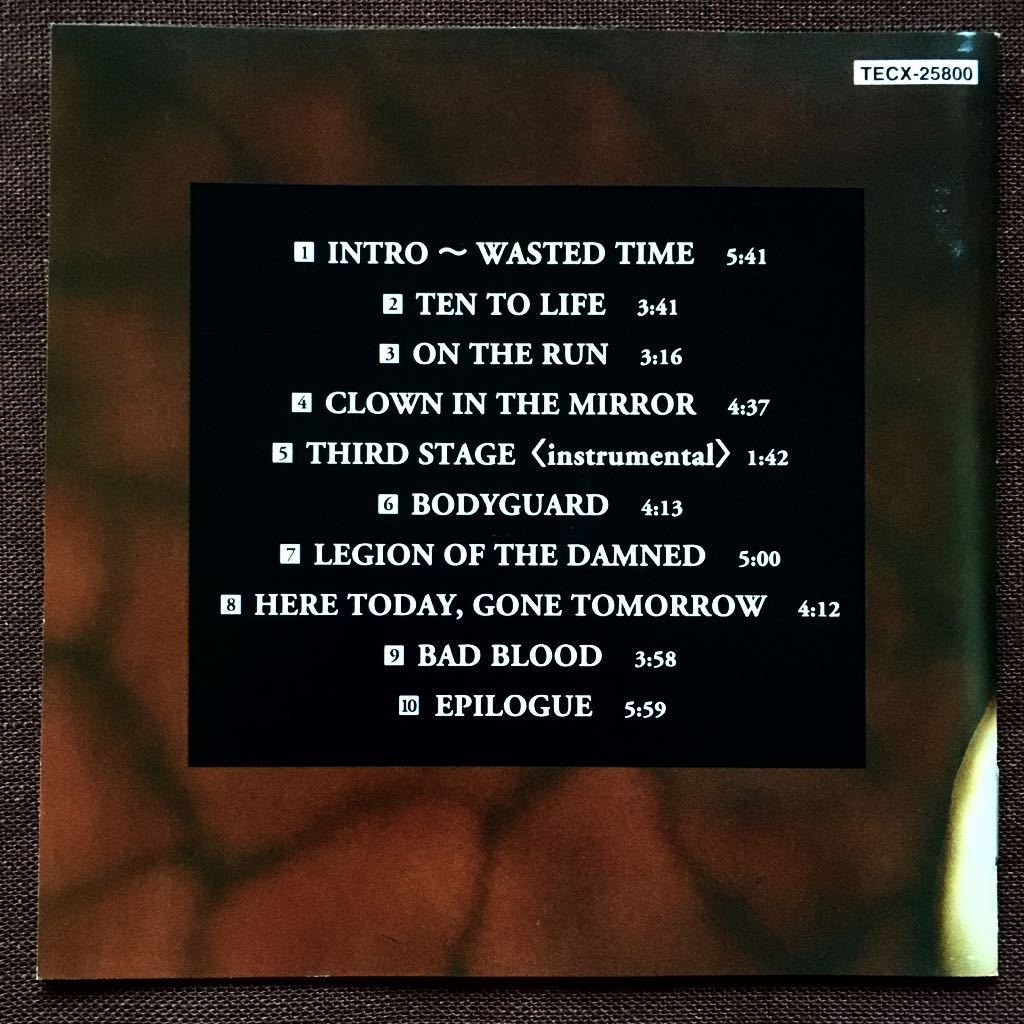 TECX-25800
1 INTRO ～ WASTED TIME 5:41
2 TEN TO LIFE 3:41
3 ON THE RUN 3:16
4 CLOWN IN THE MIRROR 4:37
5 THIRD STAGE〈instrumental〉1:42
6 BODYGUARD 4:13
7 LEGION OF THE DAMNED 5:00
8 HERE TODAY, GONE TOMORROW 4:12
9 BAD BLOOD 3:58
10 EPILOGUE 5:59